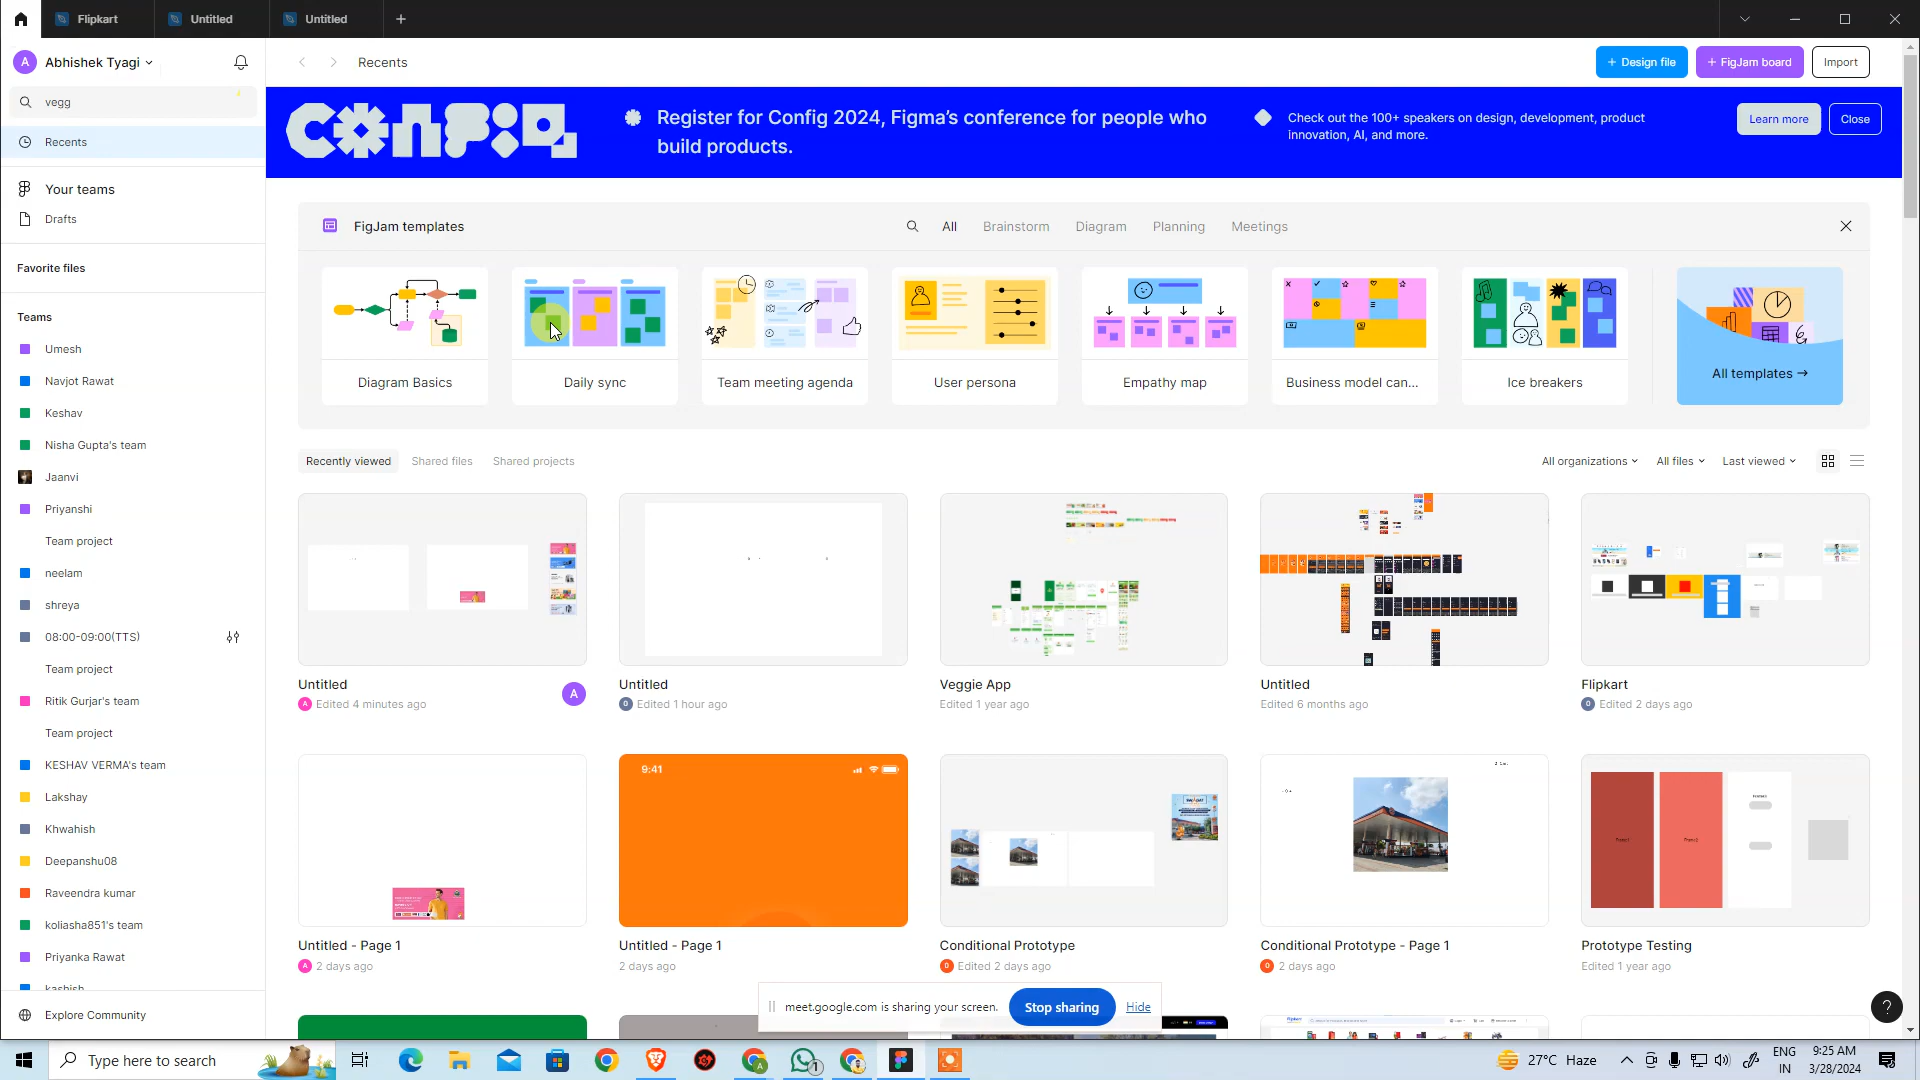 Flipkart
Untitled
Untitled
Abhishek Tyagi
Recents
+ Design file
+ FigJam board
Import
vegg
Recents
CONFIG
Register for Config 2024, Figma's conference for people who
build products.
Check out the 100+ speakers on design, development, product
innovation, AI, and more.
Learn more
Close
Your teams
Drafts
Favorite files
Teams
Umesh
Navjot Rawat
Keshav
Nisha Gupta's team
Jaanvi
Priyanshi
Team project
neelam
shreya
08:00-09:00(TTS)
Team project
Ritik Gurjar's team
Team project
KESHAV VERMA's team
Lakshay
Khwahish
Deepanshu08
Raveendra kumar
koliasha851's team
Priyanka Rawat
kashish
Explore Community
FigJam templates
All
Brainstorm
Diagram
Planning
Meetings
Diagram Basics
Daily sync
Team meeting agenda
User persona
Empathy map
Business model can...
Ice breakers
All templates →
Recently viewed
Shared files
Shared projects
All organizations
All files
Last viewed
Untitled
A Edited 4 minutes ago
A
Untitled
0 Edited 1 hour ago
Veggie App
Edited 1 year ago
Untitled
Edited 6 months ago
Flipkart
0 Edited 2 days ago
9:41
Untitled - Page 1
A 2 days ago
Untitled - Page 1
2 days ago
Conditional Prototype
0 Edited 2 days ago
Conditional Prototype - Page 1
0 2 days ago
Prototype Testing
Edited 1 year ago
meet.google.com is sharing your screen.
Stop sharing
Hide
?
Type here to search
27°C Haze
ENG
IN
9:25 AM
3/28/2024